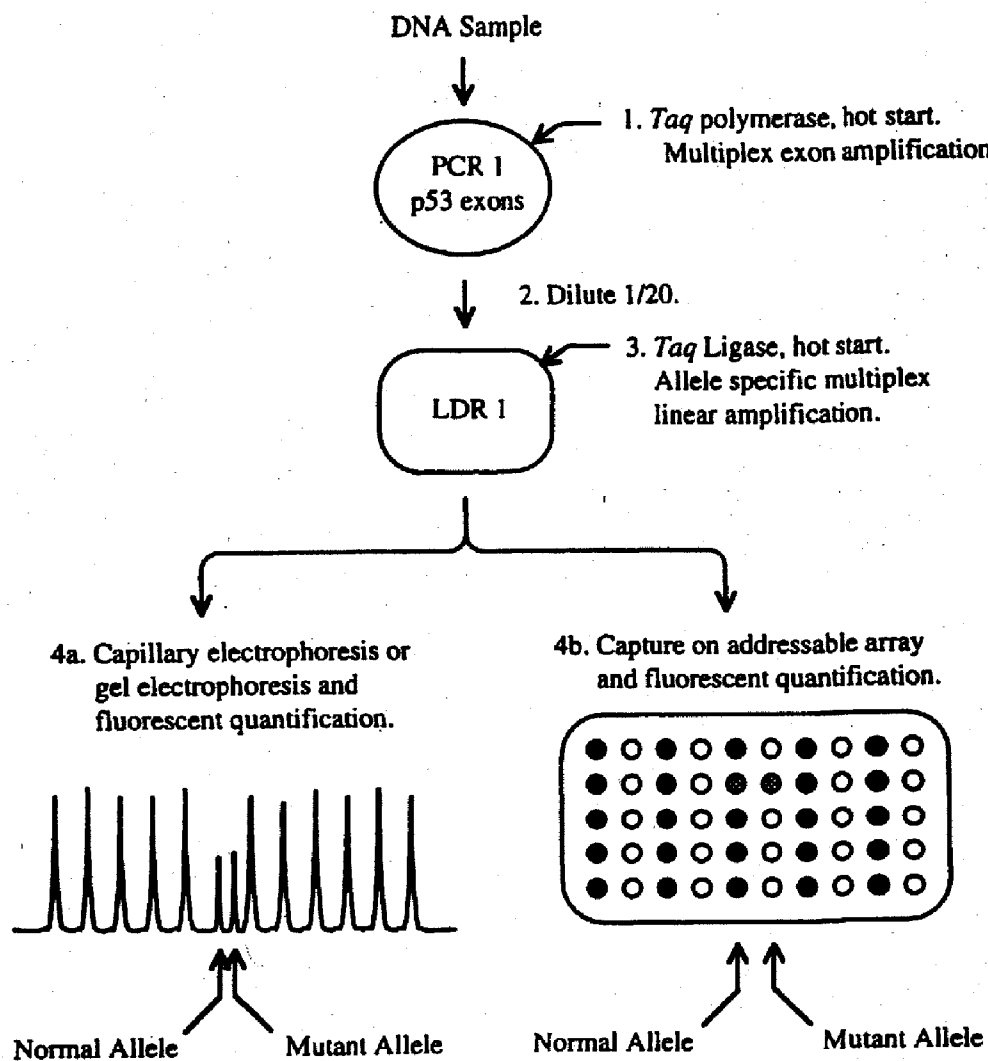 DNA Sample
1. Taq polymerase, hot start.
Multiplex exon amplification
PCR 1
p53 exons
2. Dilute 1/20.
3. Taq Ligase, hot start.
Allele specific multiplex
linear amplification.
LDR 1
4a. Capillary electrophoresis or
gel electrophoresis and
fluorescent quantification.
4b. Capture on addressable array
and fluorescent quantification.
Normal Allele
Mutant Allele
Normal Allele
Mutant Allele